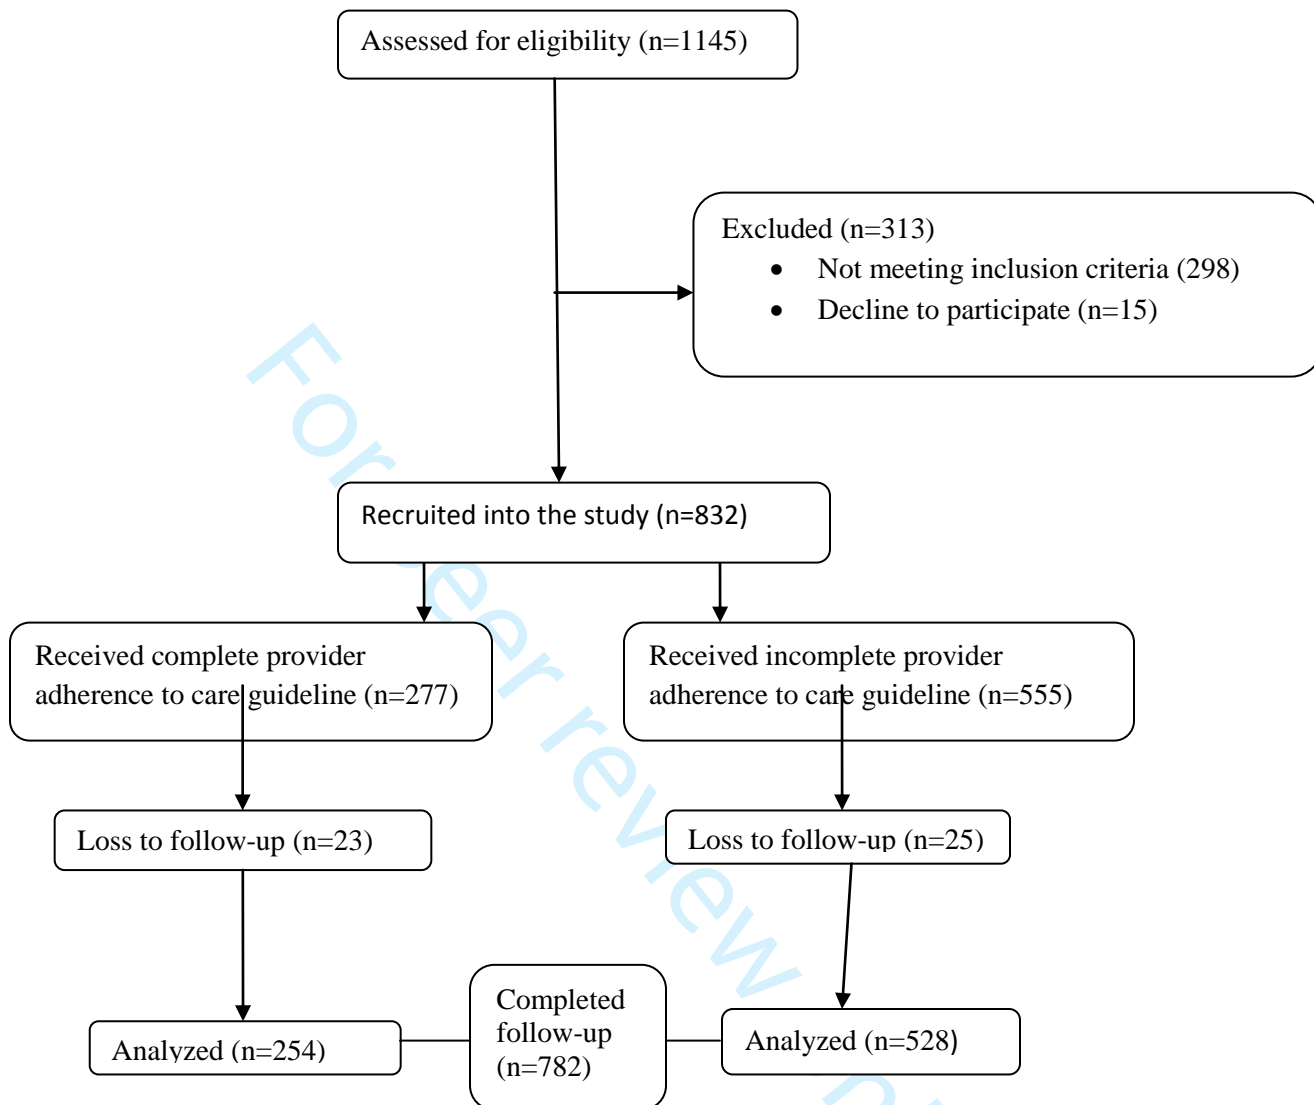 Assessed for eligibility (n=1145)
Excluded (n=313)
• Not meeting inclusion criteria (298)
• Decline to participate (n=15)
Recruited into the study (n=832)
Received complete provider
adherence to care guideline (n=277)
Received incomplete provider
adherence to care guideline (n=555)
Loss to follow-up (n=23)
Loss to follow-up (n=25)
Completed
follow-up
(n=782)
Analyzed (n=254)
Analyzed (n=528)
For peer review